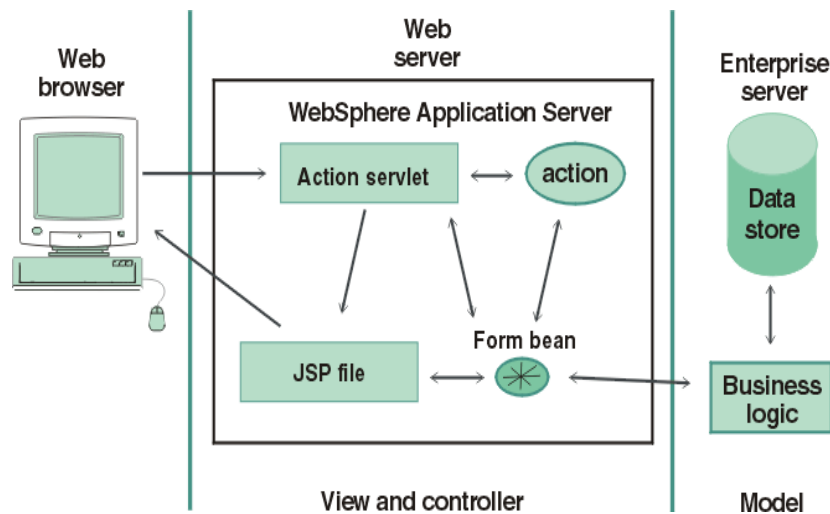 Web
browser
Web
server
WebSphere Application Server
Action servlet
action
JSP file
Form bean
View and controller
Enterprise
server
Data
store
Business
logic
Model